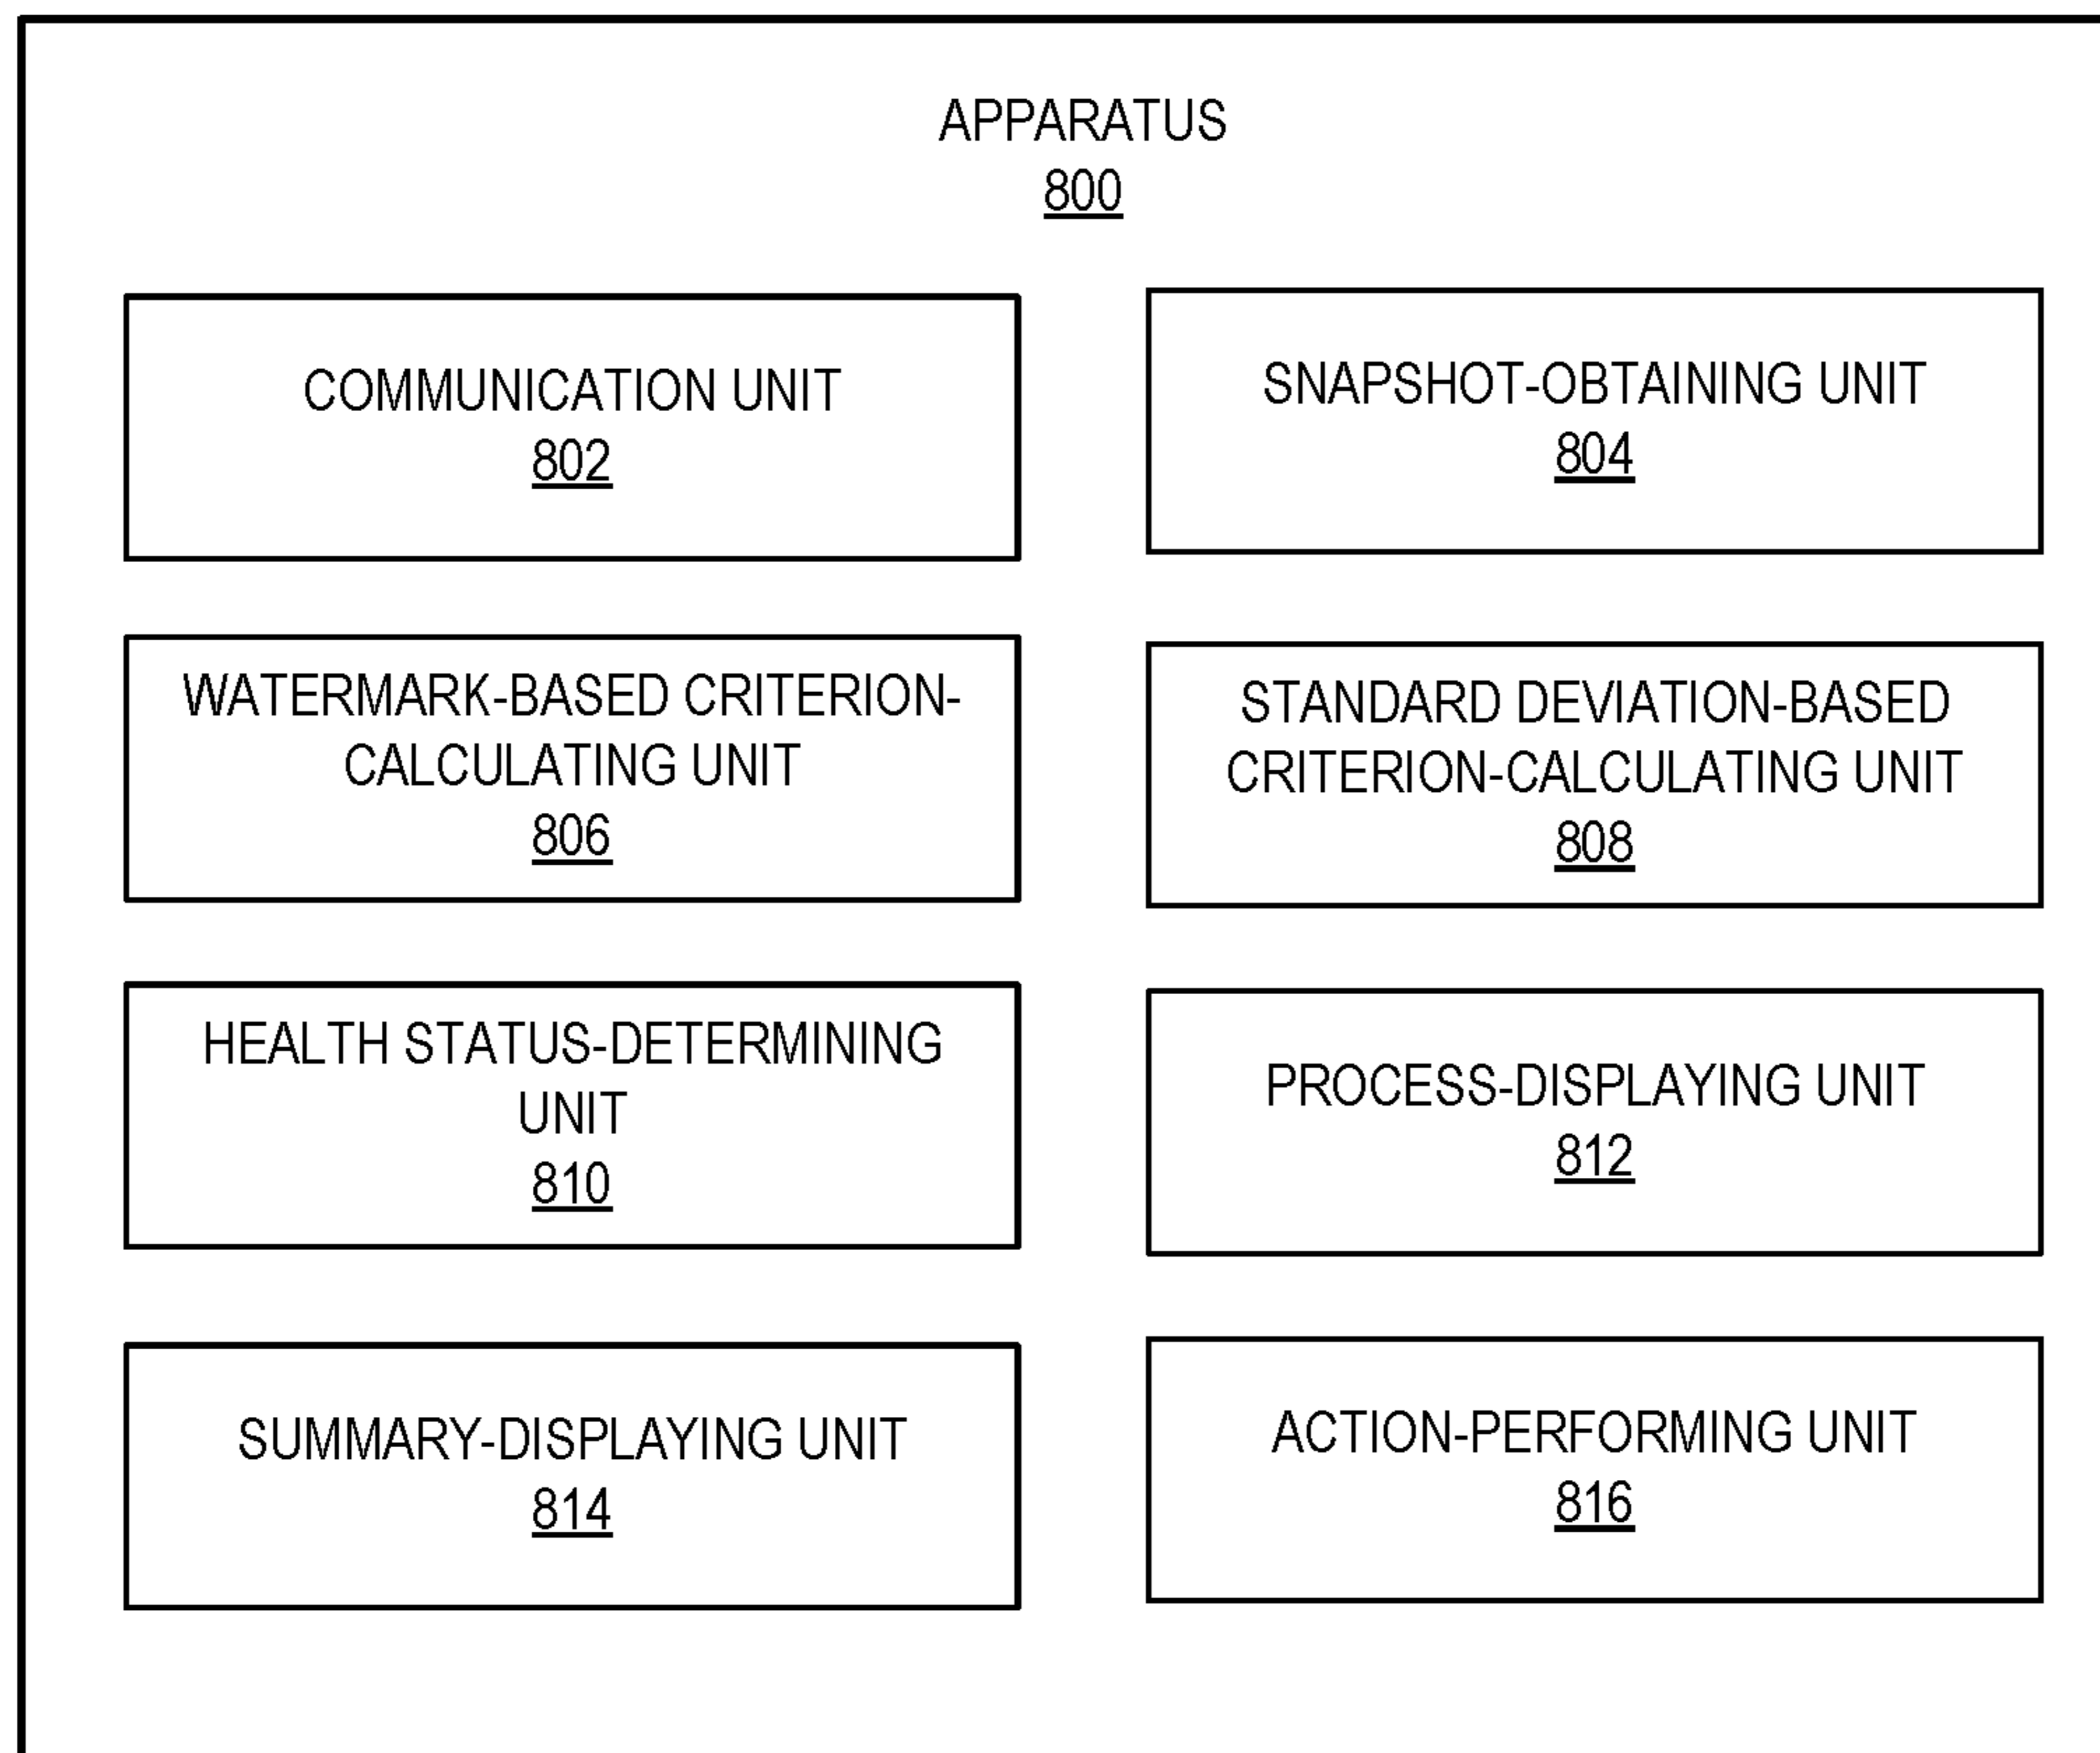 APPARATUS
800
COMMUNICATION UNIT
802
SNAPSHOT-OBTAINING UNIT
804
WATERMARK-BASED CRITERION-
CALCULATING UNIT
806
STANDARD DEVIATION-BASED
CRITERION-CALCULATING UNIT
808
HEALTH STATUS-DETERMINING
UNIT
810
PROCESS-DISPLAYING UNIT
812
SUMMARY-DISPLAYING UNIT
814
ACTION-PERFORMING UNIT
816